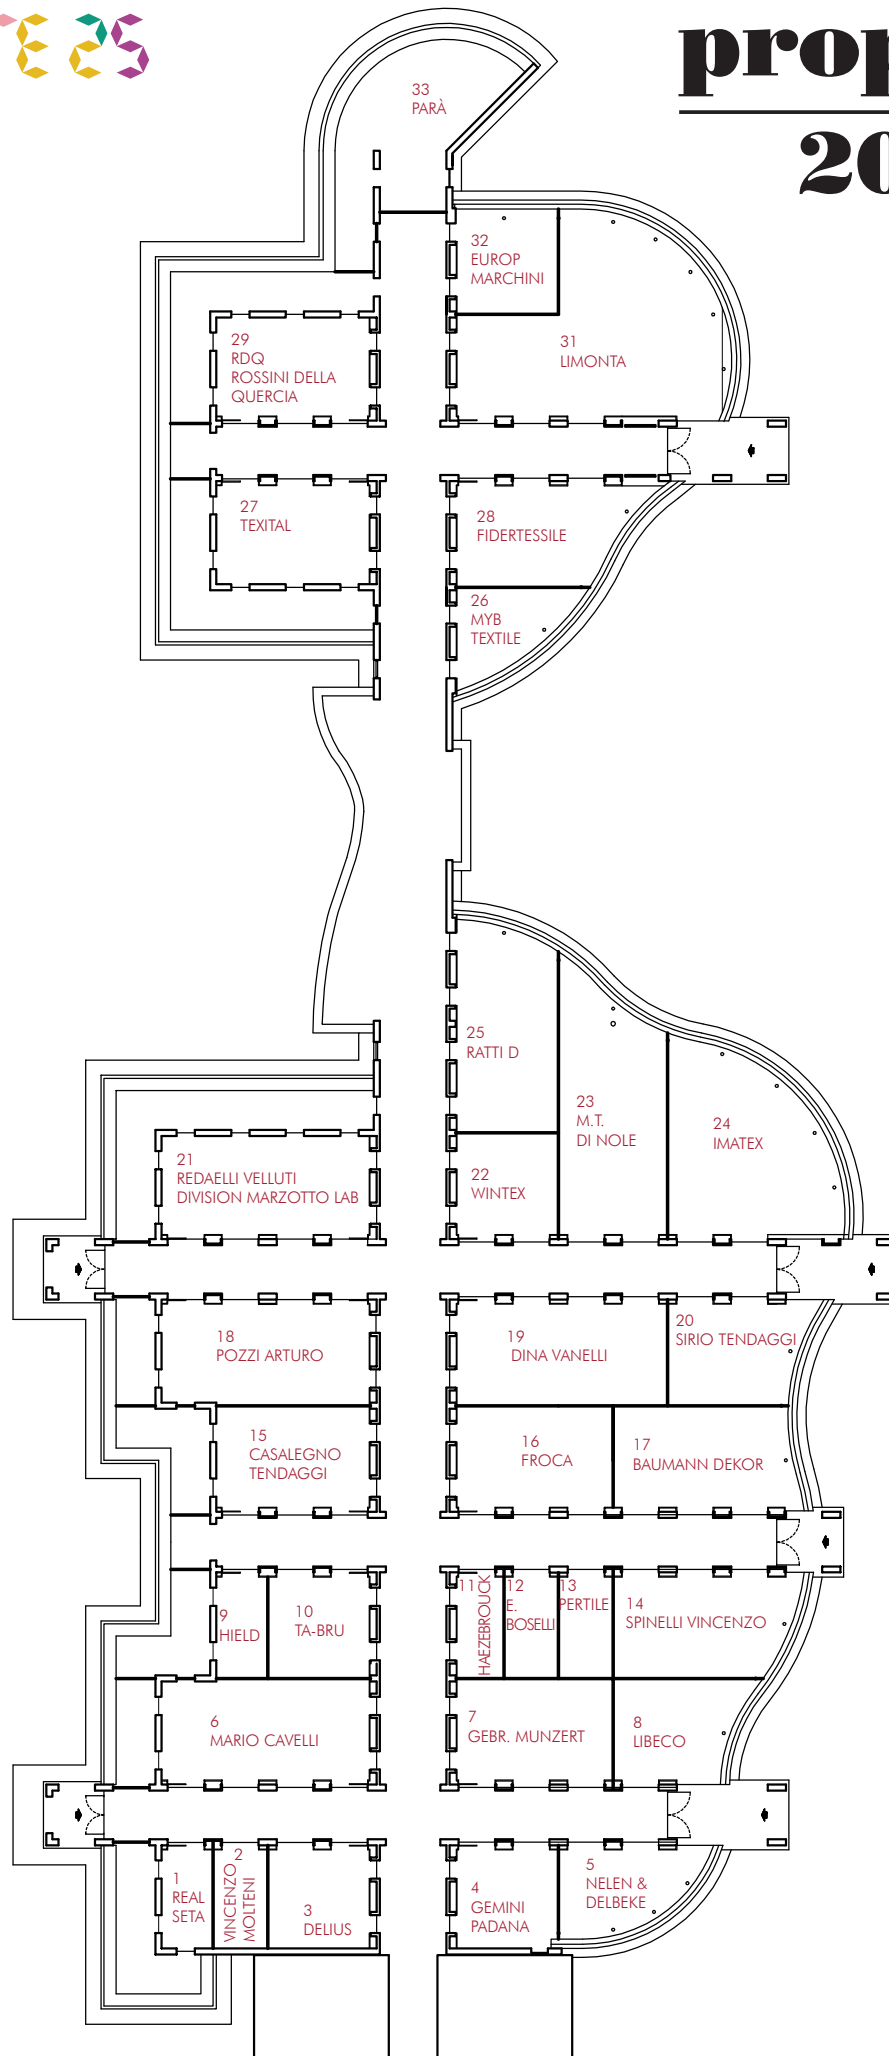 E 25
prop
20
33
PARÀ
32
EUROP
MARCHINI
31
LIMONTA
29
RDQ
ROSSINI DELLA
QUERCIA
27
TEXITAL
28
FIDERTESSILE
26
MYB
TEXTILE
25
RATTI D
23
M.T.
DI NOLE
24
IMATEX
22
WINTEX
21
REDAELLI VELLUTI
DIVISION MARZOTTO LAB
18
POZZI ARTURO
19
DINA VANELLI
20
SIRIO TENDAGGI
15
CASALEGNO
TENDAGGI
16
FROCA
17
BAUMANN DEKOR
9
HIELD
10
TA-BRU
11
HAEZEBROUCK
12
E.
BOSELLI
13
PERTILE
14
SPINELLI VINCENZO
6
MARIO CAVELLI
7
GEBR. MUNZERT
8
LIBECO
1
REAL
SETA
2
VINCENZO
MOLTENI
3
DELIUS
4
GEMINI
PADANA
5
NELEN &
DELBEKE